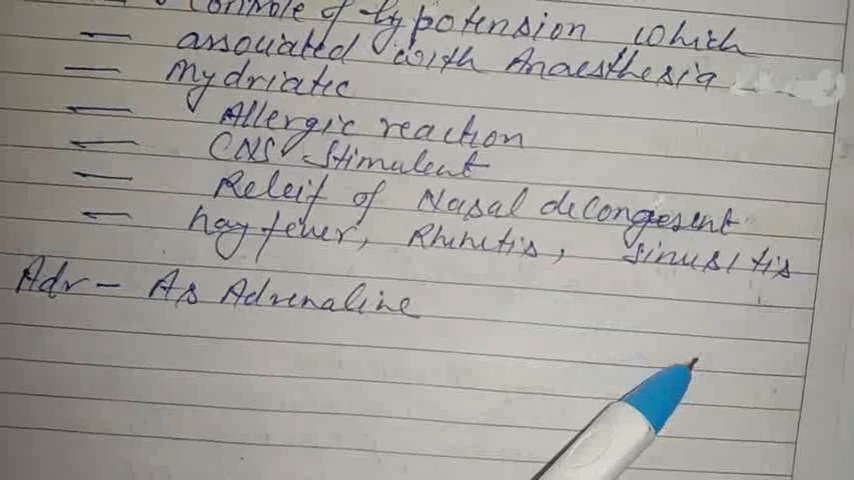 Controle of hypotension which
— associated with Anaesthesia
— Mydriatic
— Allergic reaction
— CNS Stimulent
— Releif of Nasal decongesent
— hay fever, Rhinetis, Sinusitis
Adr - As Adrenaline